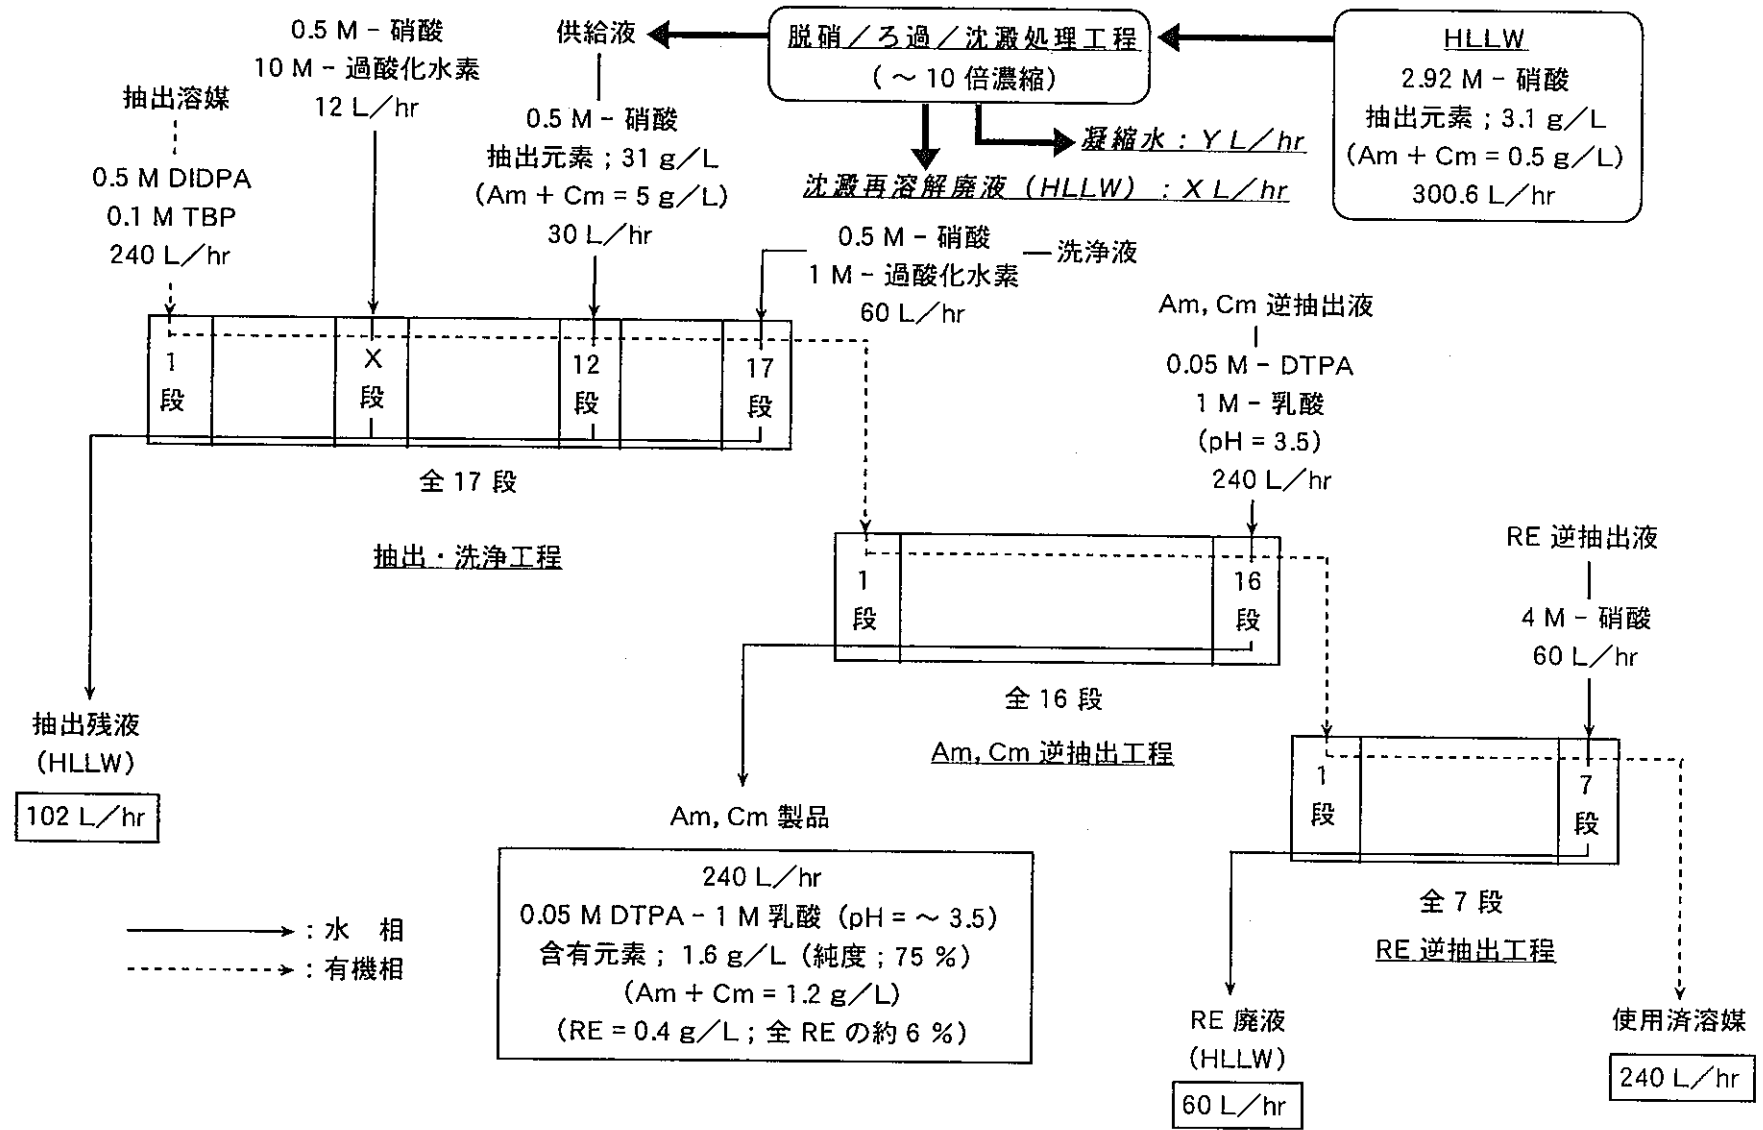 0.5 M － 硝酸
10 M － 過酸化水素
12 L／hr
供給液
0.5 M － 硝酸
抽出元素 ; 31 g／L
(Am + Cm = 5 g／L)
30 L／hr
脱硝／ろ過／沈澱処理工程
( ～ 10 倍濃縮)
HLLW
2.92 M － 硝酸
抽出元素 ; 3.1 g／L
(Am + Cm = 0.5 g／L)
300.6 L／hr
凝縮水 : Y L／hr
沈澱再溶解廃液 (HLLW) : X L／hr
抽出溶媒
0.5 M DIDPA
0.1 M TBP
240 L／hr
0.5 M － 硝酸
1 M － 過酸化水素
60 L／hr
洗浄液
1
段
X
段
12
段
17
段
全 17 段
抽出・洗浄工程
Am, Cm 逆抽出液
0.05 M － DTPA
1 M － 乳酸
(pH = 3.5)
240 L／hr
1
段
16
段
全 16 段
Am, Cm 逆抽出工程
RE 逆抽出液
4 M － 硝酸
60 L／hr
1
段
7
段
全 7 段
RE 逆抽出工程
抽出残液
(HLLW)
102 L／hr
Am, Cm 製品
240 L／hr
0.05 M DTPA － 1 M 乳酸 (pH = ～ 3.5)
含有元素 ; 1.6 g／L (純度 ; 75 %)
(Am + Cm = 1.2 g／L)
(RE = 0.4 g／L ; 全 RE の約 6 %)
RE 廃液
(HLLW)
60 L／hr
使用済溶媒
240 L／hr
: 水 相
: 有機相